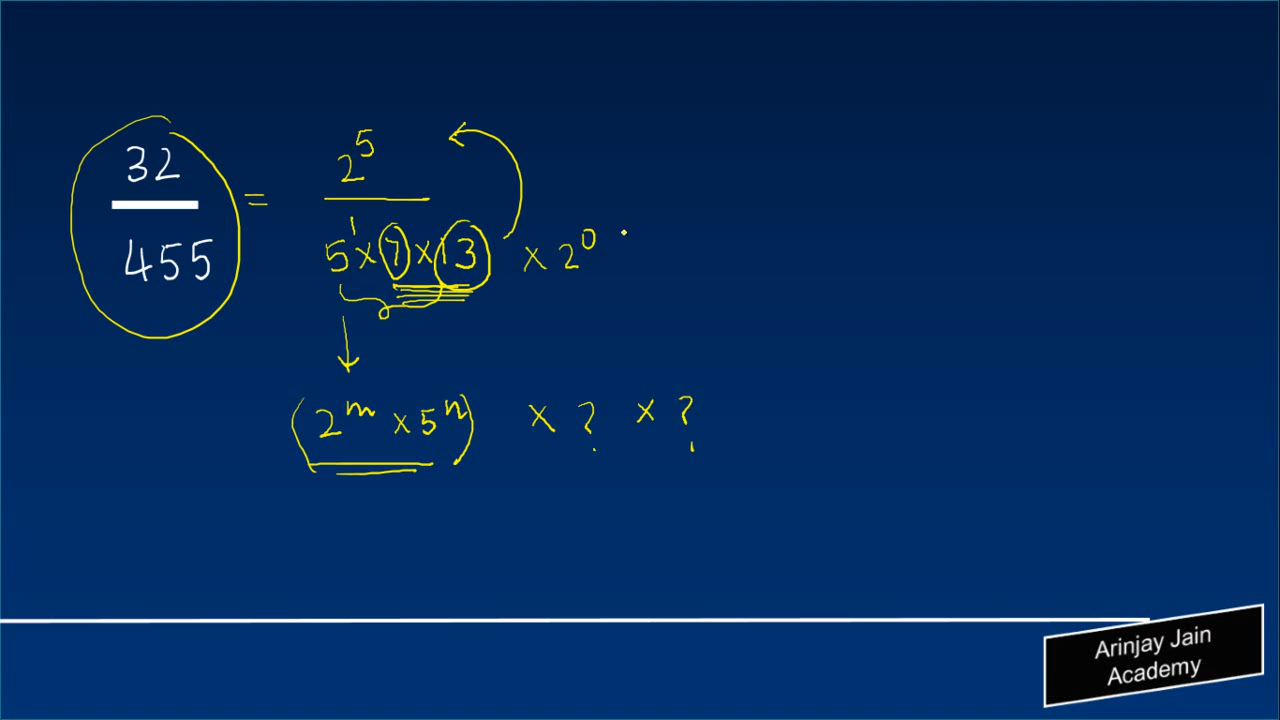 32
455
=
2^5
5^1 × 7 × 13 × 2^0
(2^m × 5^n) × ? × ?
Arinjay Jain
Academy